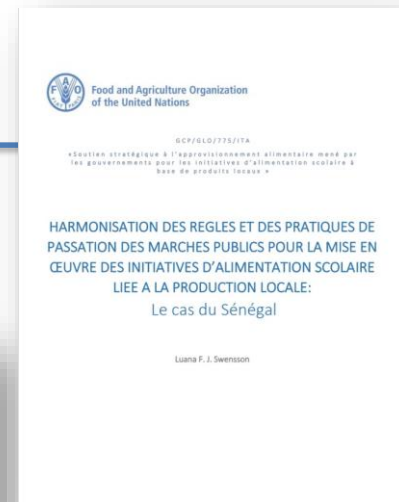 FAO
Food and Agriculture Organization
of the United Nations
GCP/GLO/775/ITA
«Soutien stratégique à l'approvisionnement alimentaire mené par
les gouvernements pour les initiatives d'alimentation scolaire à
base de produits locaux »
HARMONISATION DES REGLES ET DES PRATIQUES DE
PASSATION DES MARCHES PUBLICS POUR LA MISE EN
ŒUVRE DES INITIATIVES D'ALIMENTATION SCOLAIRE
LIEE A LA PRODUCTION LOCALE:
Le cas du Sénégal
Luana F. J. Swensson